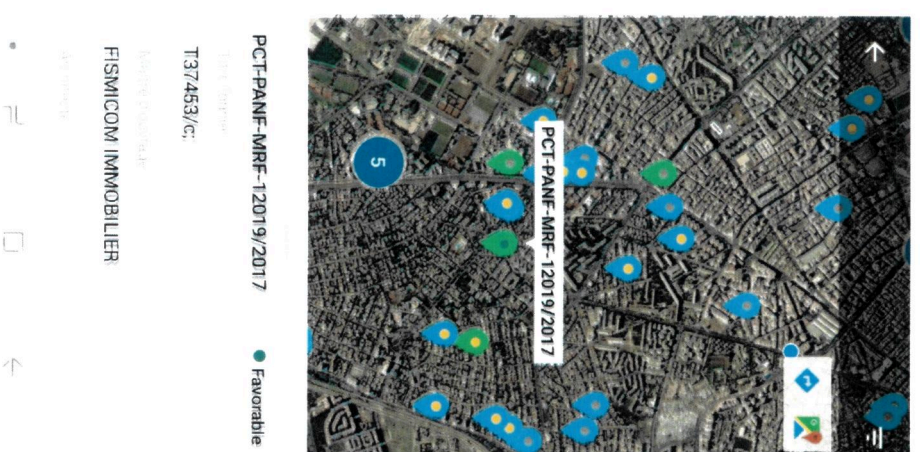 PCT-PANF-MRF-12019/2017
5
PCT-PANF-MRF-12019/2017
Favorable
T37453/c;
FISMICOM IMMOBILIER